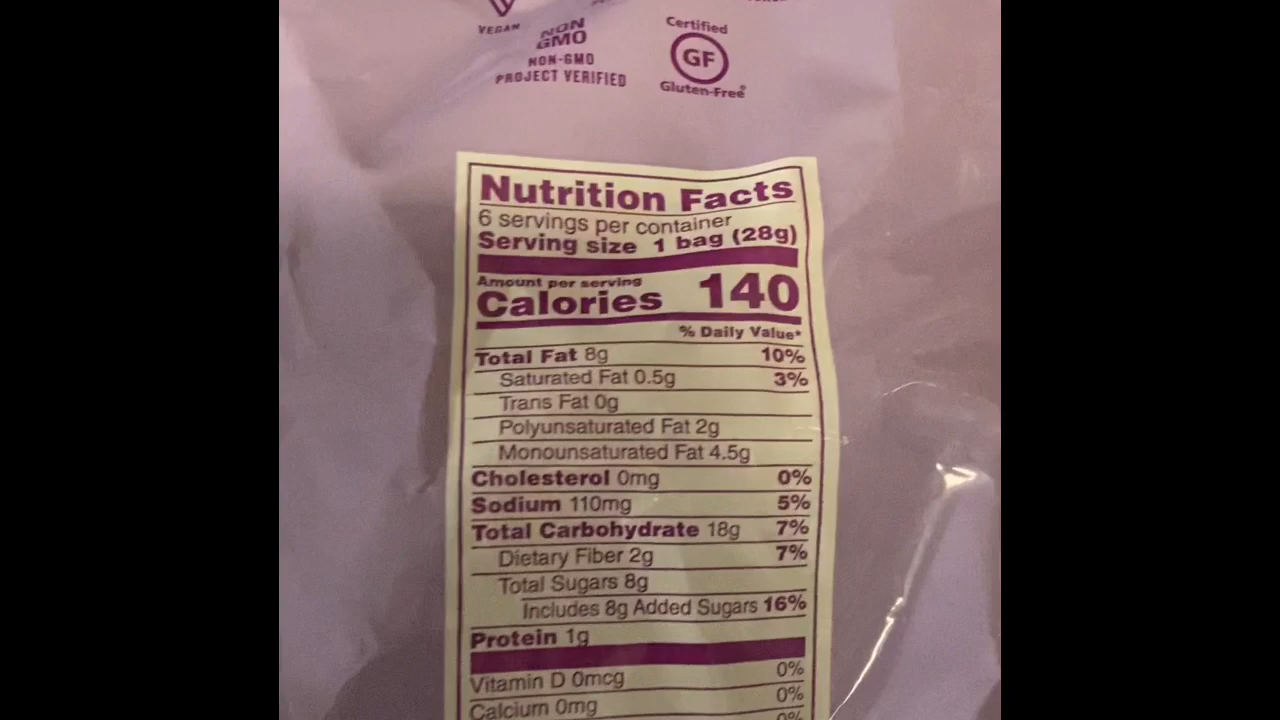 VEGAN
NON
GMO
NON-GMO
PROJECT VERIFIED
Certified
GF
Gluten-Free®
Nutrition Facts
6 servings per container
Serving size 1 bag (28g)
Amount per serving
Calories 140
% Daily Value*
Total Fat 8g 10%
Saturated Fat 0.5g 3%
Trans Fat 0g
Polyunsaturated Fat 2g
Monounsaturated Fat 4.5g
Cholesterol 0mg 0%
Sodium 110mg 5%
Total Carbohydrate 18g 7%
Dietary Fiber 2g 7%
Total Sugars 8g
Includes 8g Added Sugars 16%
Protein 1g
Vitamin D 0mcg 0%
Calcium 0mg 0%
0%